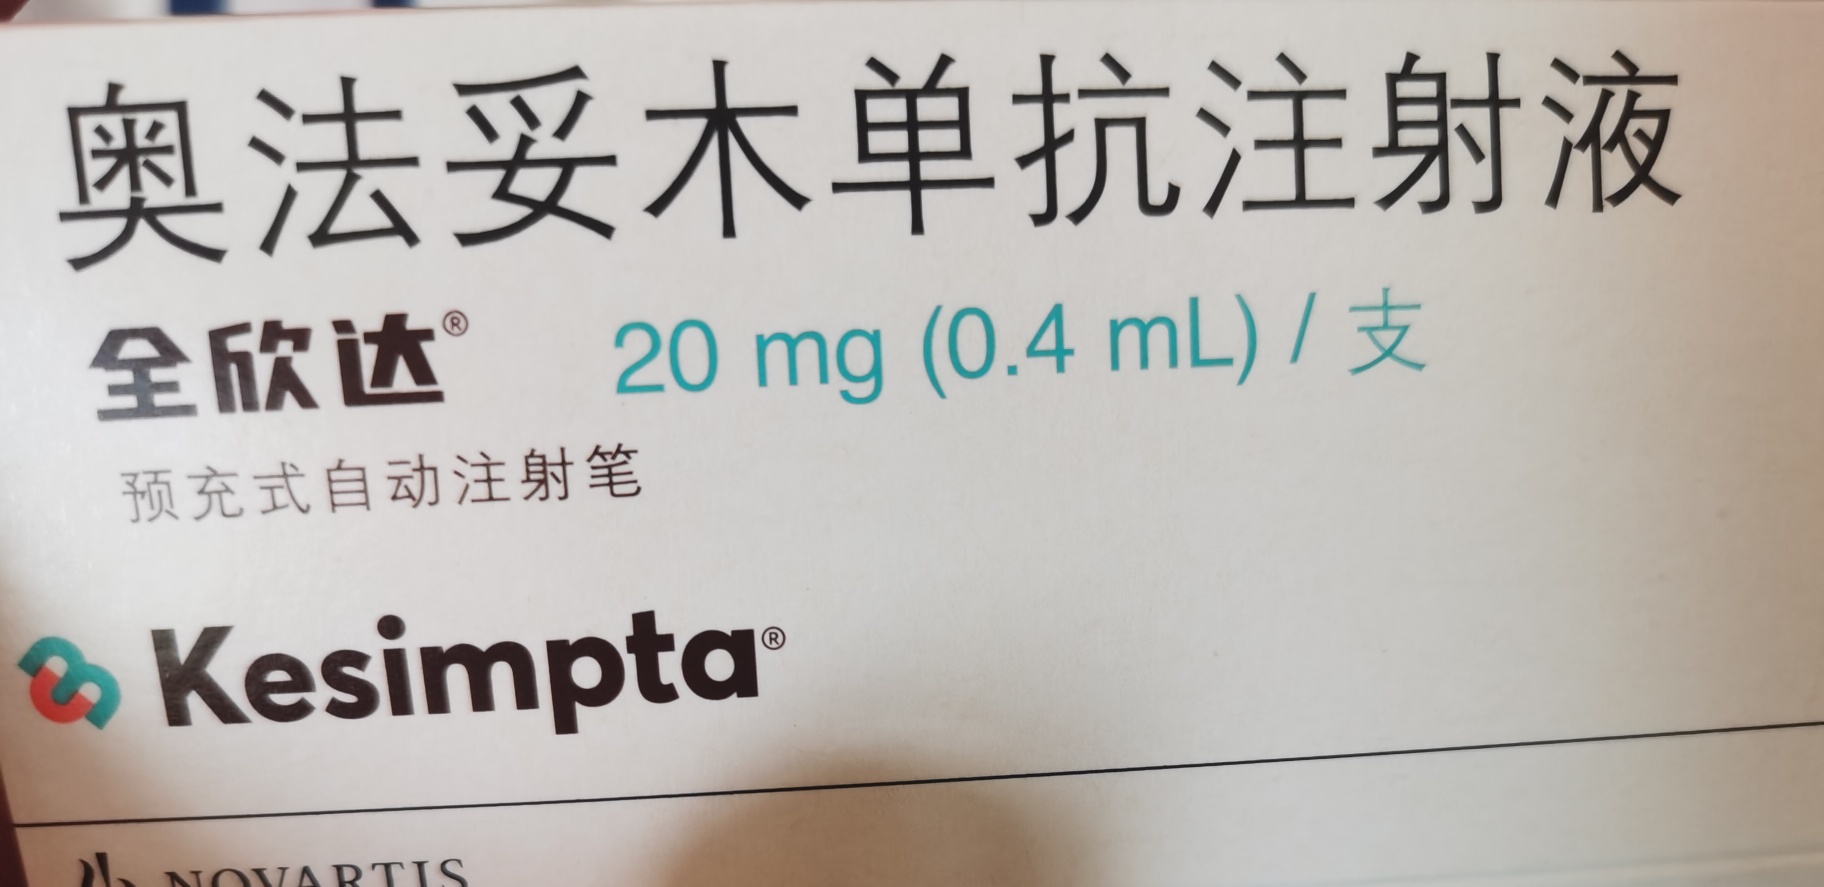 奥法妥木单抗注射液
全欣达® 20 mg (0.4 mL) / 支
预充式自动注射笔
Kesimpta®
NOVARTIS